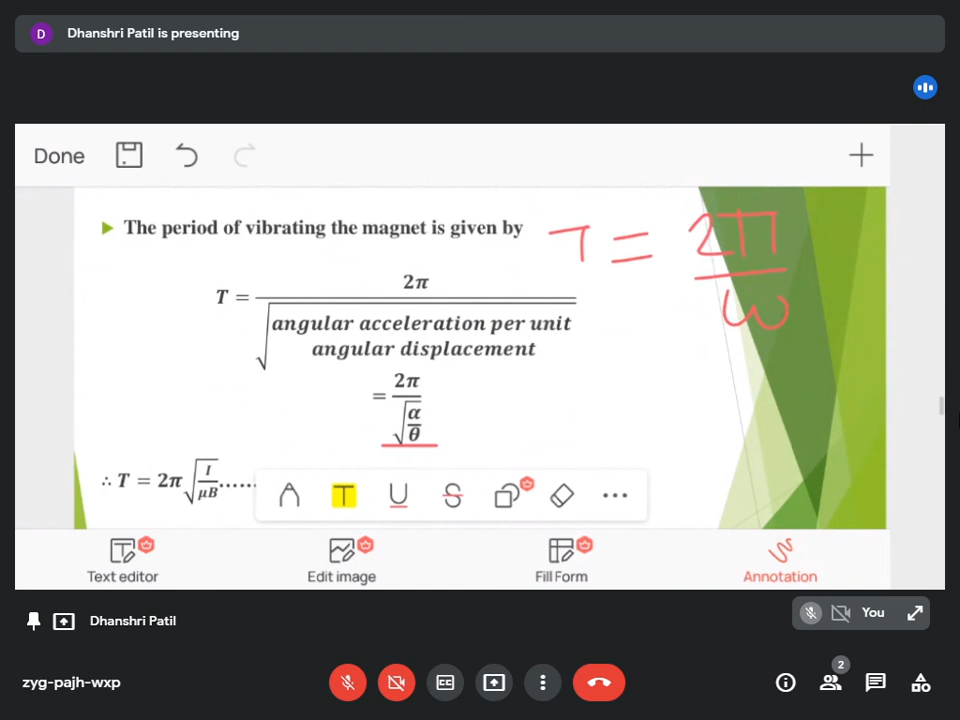 D Dhanshri Patil is presenting
Done
► The period of vibrating the magnet is given by
T = 2π / ω
T = 2π / √(angular acceleration per unit
angular displacement)
= 2π / √(α/θ)
∴ T = 2π √(I/μB) ......
T U S
Text editor Edit image Fill Form Annotation
Dhanshri Patil
You
zyg-pajh-wxp
CC
2